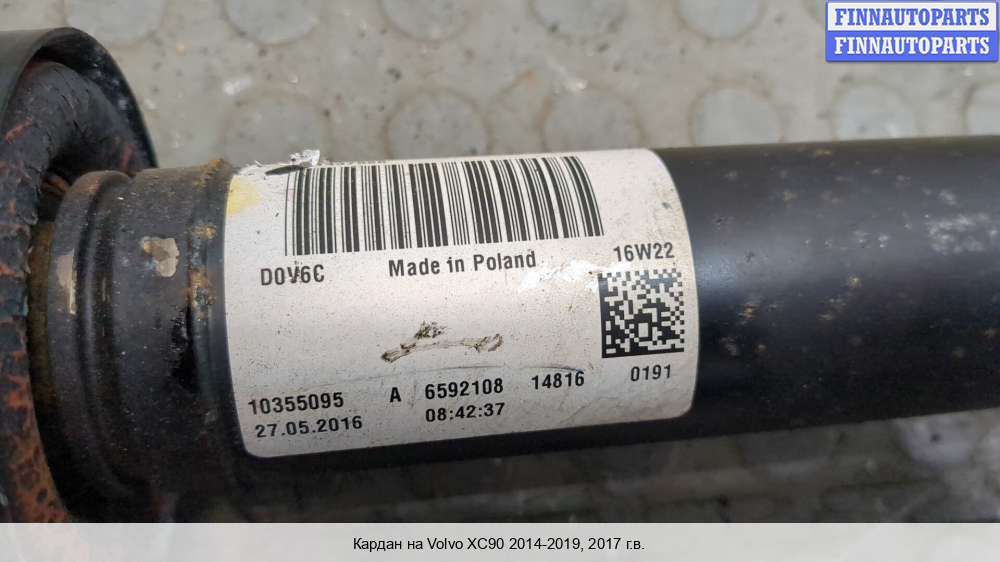 FINNAUTOPARTS
FINNAUTOPARTS
D0V6C Made in Poland 16W22
10355095 A 6592108 14816 0191
27.05.2016 08:42:37
Кардан на Volvo XC90 2014-2019, 2017 г.в.